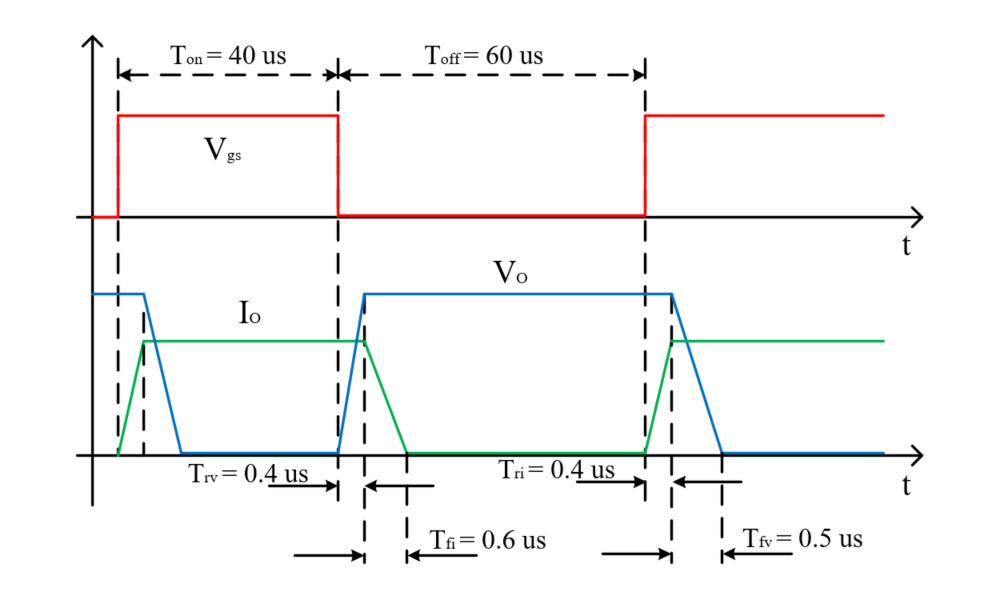 Ton = 40 us
Toff = 60 us
Vgs
t
VO
IO
Trv = 0.4 us
Tri = 0.4 us
t
Tfi = 0.6 us
Tfv = 0.5 us